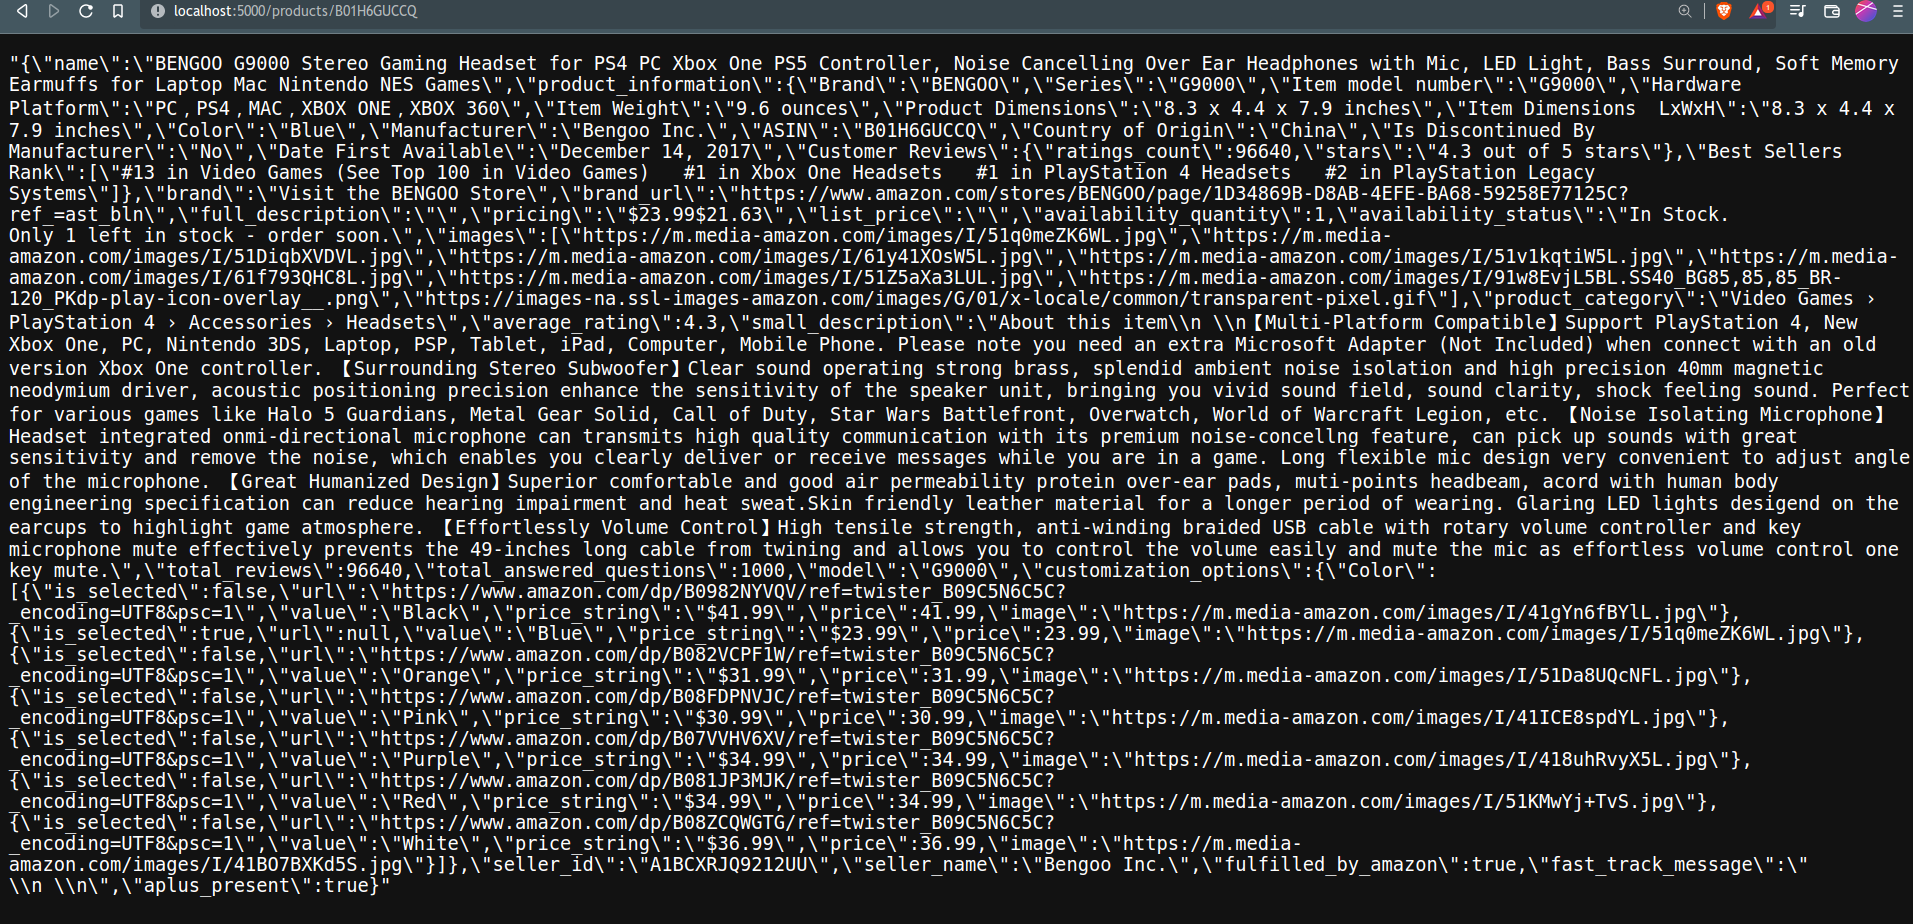 localhost:5000/products/B01H6GUCCQ
1
"{\"name\":\"BENGOO G9000 Stereo Gaming Headset for PS4 PC Xbox One PS5 Controller, Noise Cancelling Over Ear Headphones with Mic, LED Light, Bass Surround, Soft Memory
Earmuffs for Laptop Mac Nintendo NES Games\",\"product_information\":{\"Brand\":\"BENGOO\",\"Series\":\"G9000\",\"Item model number\":\"G9000\",\"Hardware
Platform\":\"PC，PS4，MAC，XBOX ONE，XBOX 360\",\"Item Weight\":\"9.6 ounces\",\"Product Dimensions\":\"8.3 x 4.4 x 7.9 inches\",\"Item Dimensions  LxWxH\":\"8.3 x 4.4 x
7.9 inches\",\"Color\":\"Blue\",\"Manufacturer\":\"Bengoo Inc.\",\"ASIN\":\"B01H6GUCCQ\",\"Country of Origin\":\"China\",\"Is Discontinued By
Manufacturer\":\"No\",\"Date First Available\":\"December 14, 2017\",\"Customer Reviews\":{\"ratings_count\":96640,\"stars\":\"4.3 out of 5 stars\"},\"Best Sellers
Rank\":[\"#13 in Video Games (See Top 100 in Video Games)   #1 in Xbox One Headsets   #1 in PlayStation 4 Headsets   #2 in PlayStation Legacy
Systems\"]},\"brand\":\"Visit the BENGOO Store\",\"brand_url\":\"https://www.amazon.com/stores/BENGOO/page/1D34869B-D8AB-4EFE-BA68-59258E77125C?
ref_=ast_bln\",\"full_description\":\"\",\"pricing\":\"$23.99$21.63\",\"list_price\":\"\",\"availability_quantity\":1,\"availability_status\":\"In Stock.
Only 1 left in stock - order soon.\",\"images\":[\"https://m.media-amazon.com/images/I/51q0meZK6WL.jpg\",\"https://m.media-
amazon.com/images/I/51DiqbXVDVL.jpg\",\"https://m.media-amazon.com/images/I/61y41XOsW5L.jpg\",\"https://m.media-amazon.com/images/I/51v1kqtiW5L.jpg\",\"https://m.media-
amazon.com/images/I/61f793QHC8L.jpg\",\"https://m.media-amazon.com/images/I/51Z5aXa3LUL.jpg\",\"https://m.media-amazon.com/images/I/91w8EvjL5BL.SS40_BG85,85,85_BR-
120_PKdp-play-icon-overlay__.png\",\"https://images-na.ssl-images-amazon.com/images/G/01/x-locale/common/transparent-pixel.gif\"],\"product_category\":\"Video Games ›
PlayStation 4 › Accessories › Headsets\",\"average_rating\":4.3,\"small_description\":\"About this item\\n \\n【Multi-Platform Compatible】Support PlayStation 4, New
Xbox One, PC, Nintendo 3DS, Laptop, PSP, Tablet, iPad, Computer, Mobile Phone. Please note you need an extra Microsoft Adapter (Not Included) when connect with an old
version Xbox One controller. 【Surrounding Stereo Subwoofer】Clear sound operating strong brass, splendid ambient noise isolation and high precision 40mm magnetic
neodymium driver, acoustic positioning precision enhance the sensitivity of the speaker unit, bringing you vivid sound field, sound clarity, shock feeling sound. Perfect
for various games like Halo 5 Guardians, Metal Gear Solid, Call of Duty, Star Wars Battlefront, Overwatch, World of Warcraft Legion, etc. 【Noise Isolating Microphone】
Headset integrated onmi-directional microphone can transmits high quality communication with its premium noise-concellng feature, can pick up sounds with great
sensitivity and remove the noise, which enables you clearly deliver or receive messages while you are in a game. Long flexible mic design very convenient to adjust angle
of the microphone. 【Great Humanized Design】Superior comfortable and good air permeability protein over-ear pads, muti-points headbeam, acord with human body
engineering specification can reduce hearing impairment and heat sweat.Skin friendly leather material for a longer period of wearing. Glaring LED lights desigend on the
earcups to highlight game atmosphere. 【Effortlessly Volume Control】High tensile strength, anti-winding braided USB cable with rotary volume controller and key
microphone mute effectively prevents the 49-inches long cable from twining and allows you to control the volume easily and mute the mic as effortless volume control one
key mute.\",\"total_reviews\":96640,\"total_answered_questions\":1000,\"model\":\"G9000\",\"customization_options\":{\"Color\":
[{\"is_selected\":false,\"url\":\"https://www.amazon.com/dp/B0982NYVQV/ref=twister_B09C5N6C5C?
_encoding=UTF8&psc=1\",\"value\":\"Black\",\"price_string\":\"$41.99\",\"price\":41.99,\"image\":\"https://m.media-amazon.com/images/I/41gYn6fBYlL.jpg\"},
{\"is_selected\":true,\"url\":null,\"value\":\"Blue\",\"price_string\":\"$23.99\",\"price\":23.99,\"image\":\"https://m.media-amazon.com/images/I/51q0meZK6WL.jpg\"},
{\"is_selected\":false,\"url\":\"https://www.amazon.com/dp/B082VCPF1W/ref=twister_B09C5N6C5C?
_encoding=UTF8&psc=1\",\"value\":\"Orange\",\"price_string\":\"$31.99\",\"price\":31.99,\"image\":\"https://m.media-amazon.com/images/I/51Da8UQcNFL.jpg\"},
{\"is_selected\":false,\"url\":\"https://www.amazon.com/dp/B08FDPNVJC/ref=twister_B09C5N6C5C?
_encoding=UTF8&psc=1\",\"value\":\"Pink\",\"price_string\":\"$30.99\",\"price\":30.99,\"image\":\"https://m.media-amazon.com/images/I/41ICE8spdYL.jpg\"},
{\"is_selected\":false,\"url\":\"https://www.amazon.com/dp/B07VVHV6XV/ref=twister_B09C5N6C5C?
_encoding=UTF8&psc=1\",\"value\":\"Purple\",\"price_string\":\"$34.99\",\"price\":34.99,\"image\":\"https://m.media-amazon.com/images/I/418uhRvyX5L.jpg\"},
{\"is_selected\":false,\"url\":\"https://www.amazon.com/dp/B081JP3MJK/ref=twister_B09C5N6C5C?
_encoding=UTF8&psc=1\",\"value\":\"Red\",\"price_string\":\"$34.99\",\"price\":34.99,\"image\":\"https://m.media-amazon.com/images/I/51KMwYj+TvS.jpg\"},
{\"is_selected\":false,\"url\":\"https://www.amazon.com/dp/B08ZCQWGTG/ref=twister_B09C5N6C5C?
_encoding=UTF8&psc=1\",\"value\":\"White\",\"price_string\":\"$36.99\",\"price\":36.99,\"image\":\"https://m.media-
amazon.com/images/I/41BO7BXKd5S.jpg\"}]},\"seller_id\":\"A1BCXRJQ9212UU\",\"seller_name\":\"Bengoo Inc.\",\"fulfilled_by_amazon\":true,\"fast_track_message\":\"
\\n \\n\",\"aplus_present\":true}"